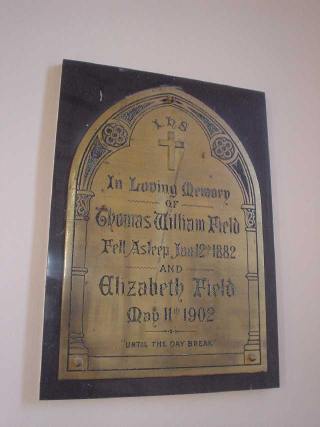 IHS
In Loving Memory
OF
Thomas William Field
Fell Asleep Jan 12th 1882
AND
Elizabeth Field
May 11th 1902
"UNTIL THE DAY BREAK"